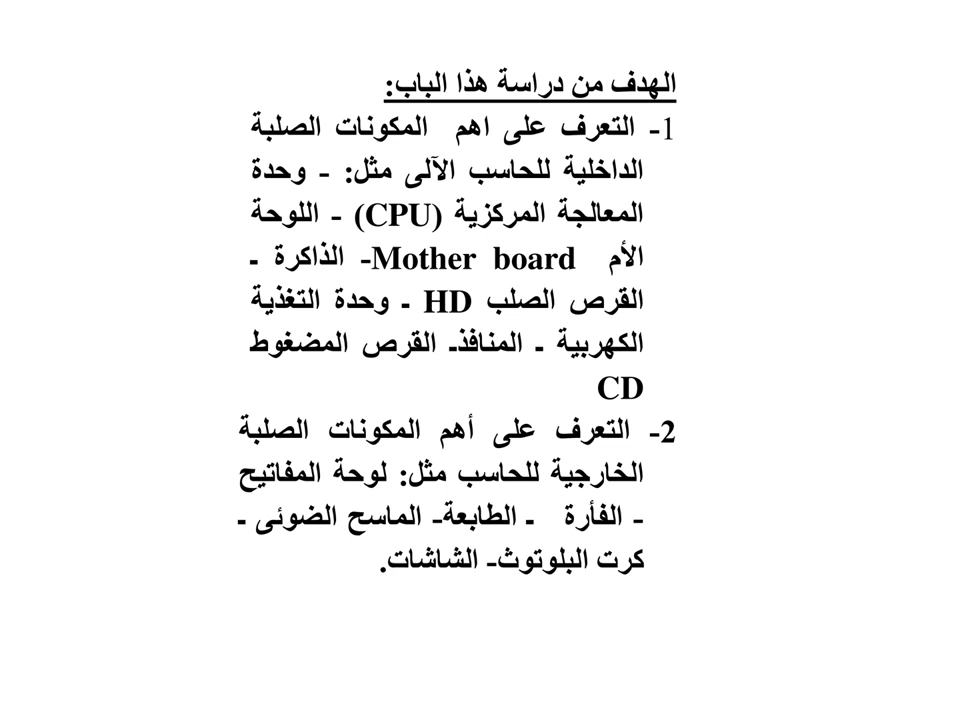 الهدف من دراسة هذا الباب:
1- التعرف على اهم المكونات الصلبة
الداخلية للحاسب الآلى مثل: - وحدة
المعالجة المركزية (CPU) - اللوحة
الأم Mother board- الذاكرة ـ
القرص الصلب HD ـ وحدة التغذية
الكهربية ـ المنافذـ القرص المضغوط
CD
2- التعرف على أهم المكونات الصلبة
الخارجية للحاسب مثل: لوحة المفاتيح
- الفأرة ـ الطابعة- الماسح الضوئى ـ
كرت البلوتوث- الشاشات.